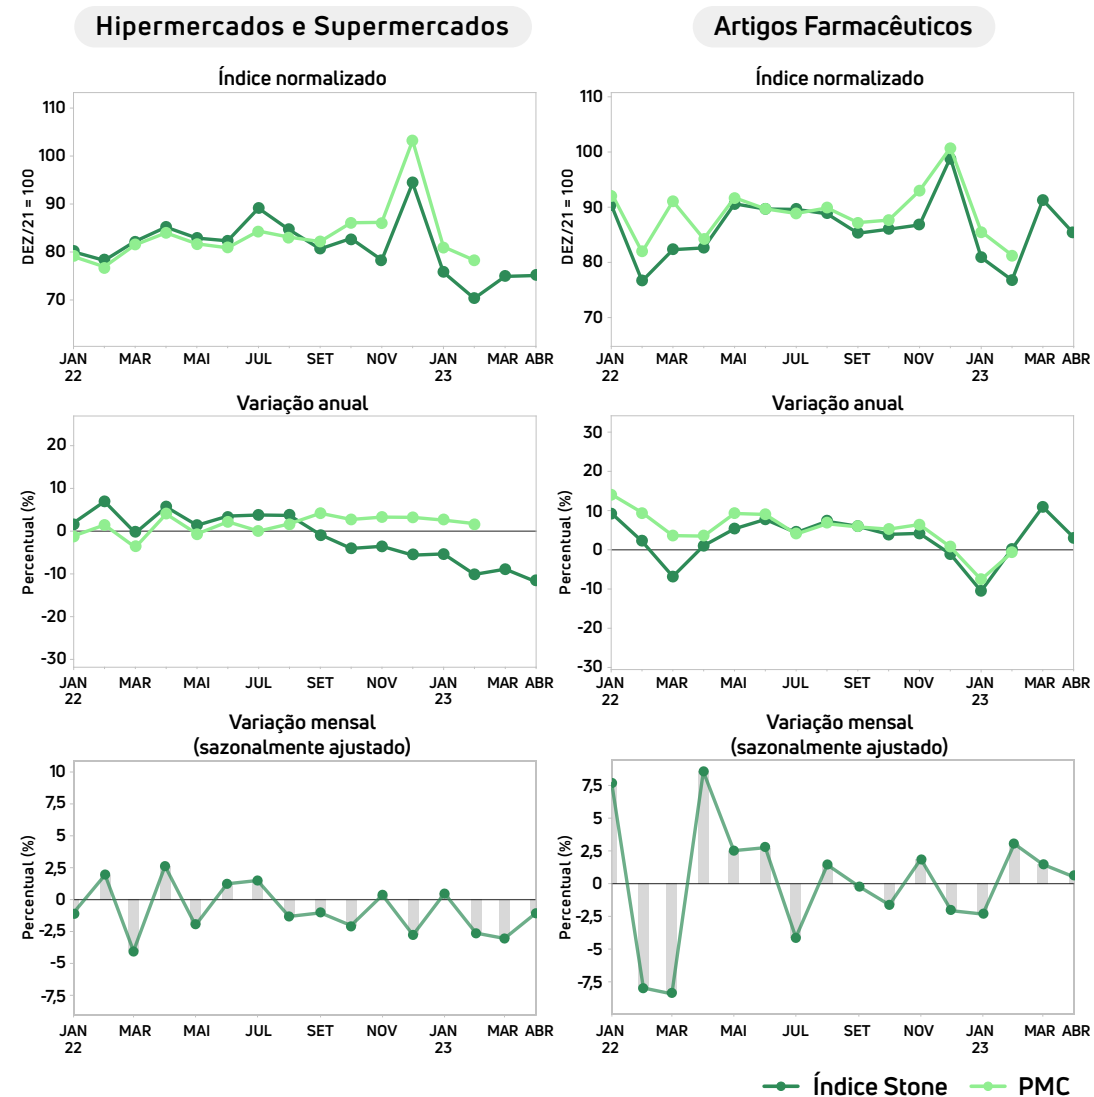 Hipermercados e Supermercados
Artigos Farmacêuticos
Índice normalizado
DEZ/21 = 100
110
100
90
80
70
JAN 22
MAR
MAI
JUL
SET
NOV
JAN 23
MAR
ABR
Índice normalizado
DEZ/21 = 100
110
100
90
80
70
JAN 22
MAR
MAI
JUL
SET
NOV
JAN 23
MAR
ABR
Variação anual
Percentual (%)
20
10
0
-10
-20
-30
JAN 22
MAR
MAI
JUL
SET
NOV
JAN 23
MAR
ABR
Variação anual
Percentual (%)
30
20
10
0
-10
-20
-30
JAN 22
MAR
MAI
JUL
SET
NOV
JAN 23
MAR
ABR
Variação mensal
(sazonalmente ajustado)
Percentual (%)
10
7,5
5
2,5
0
-2,5
-5
-7,5
JAN 22
MAR
MAI
JUL
SET
NOV
JAN 23
MAR
ABR
Variação mensal
(sazonalmente ajustado)
Percentual (%)
7,5
5
2,5
0
-2,5
-5
-7,5
JAN 22
MAR
MAI
JUL
SET
NOV
JAN 23
MAR
ABR
Índice Stone
PMC